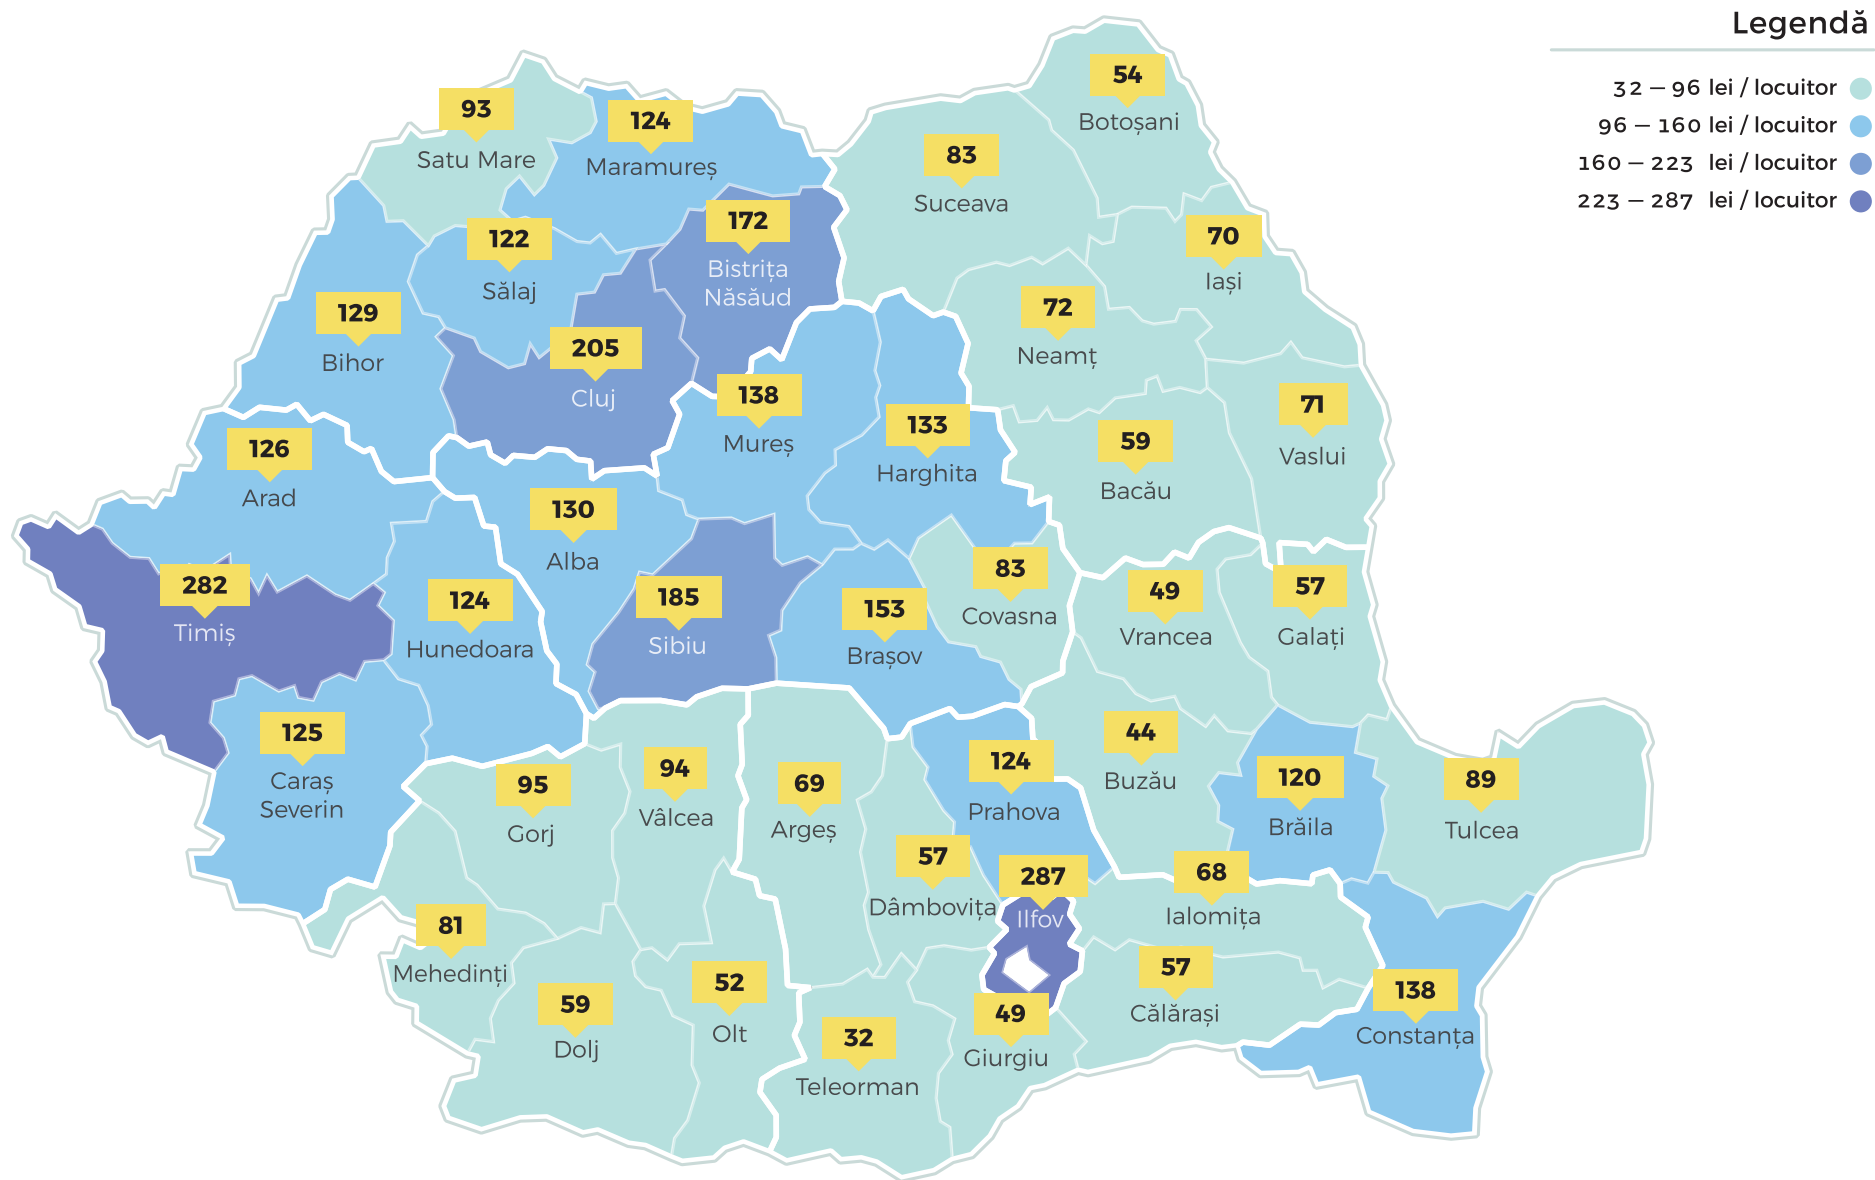 Legendă
32 – 96 lei / locuitor
96 – 160 lei / locuitor
160 – 223 lei / locuitor
223 – 287 lei / locuitor
54
Botoșani
93
Satu Mare
124
Maramureș
83
Suceava
172
Bistrița
Năsăud
122
Sălaj
70
Iași
129
Bihor
72
Neamț
205
Cluj
138
Mureș
133
Harghita
71
Vaslui
59
Bacău
126
Arad
130
Alba
282
Timiș
124
Hunedoara
185
Sibiu
153
Brașov
83
Covasna
49
Vrancea
57
Galați
125
Caraș
Severin
95
Gorj
94
Vâlcea
69
Argeș
124
Prahova
44
Buzău
120
Brăila
89
Tulcea
57
Dâmbovița
287
Ilfov
68
Ialomița
81
Mehedinți
59
Dolj
52
Olt
32
Teleorman
49
Giurgiu
57
Călărași
138
Constanța